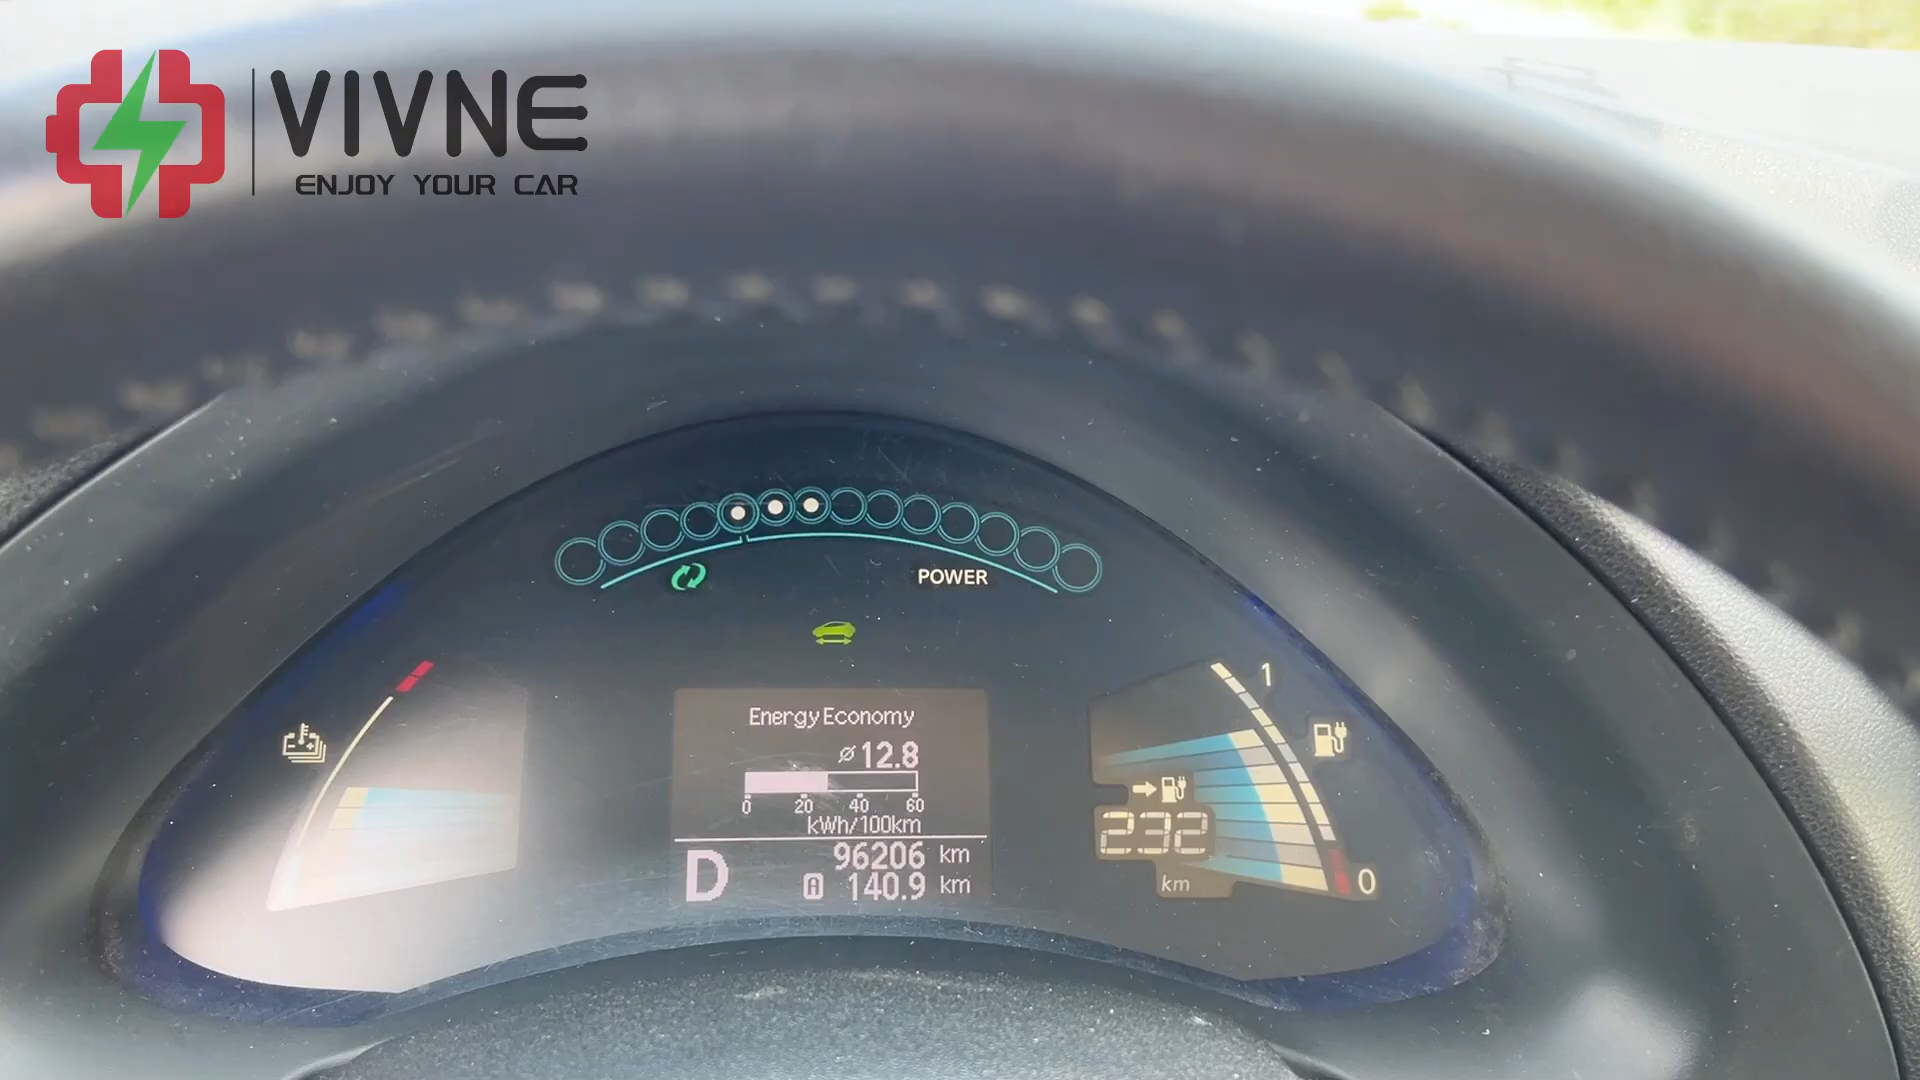 VIVNE
ENJOY YOUR CAR
POWER
Energy Economy
⌀12.8
0 20 40 60
kWh/100km
D
96206 km
A 140.9 km
1
232
km
0